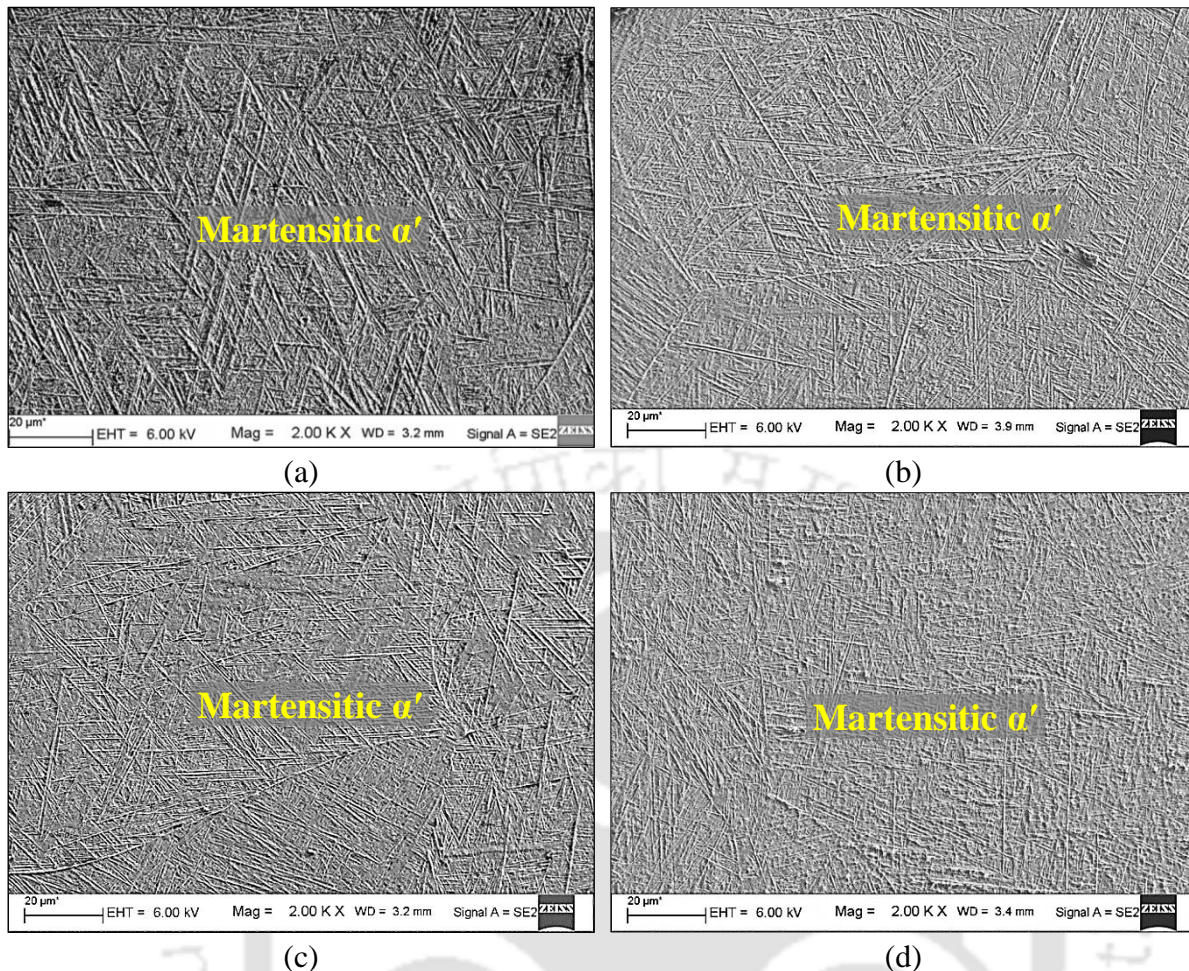 Martensitic α′
20 µm*
EHT = 6.00 kV Mag = 2.00 K X WD = 3.2 mm Signal A = SE2 ZEISS
(a)
Martensitic α′
20 µm*
EHT = 6.00 kV Mag = 2.00 K X WD = 3.9 mm Signal A = SE2 ZEISS
(b)
Martensitic α′
20 µm*
EHT = 6.00 kV Mag = 2.00 K X WD = 3.2 mm Signal A = SE2 ZEISS
(c)
Martensitic α′
20 µm*
EHT = 6.00 kV Mag = 2.00 K X WD = 3.4 mm Signal A = SE2 ZEISS
(d)